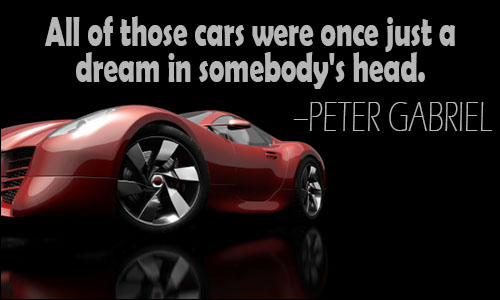 All of those cars were once just a
dream in somebody's head.
–PETER GABRIEL